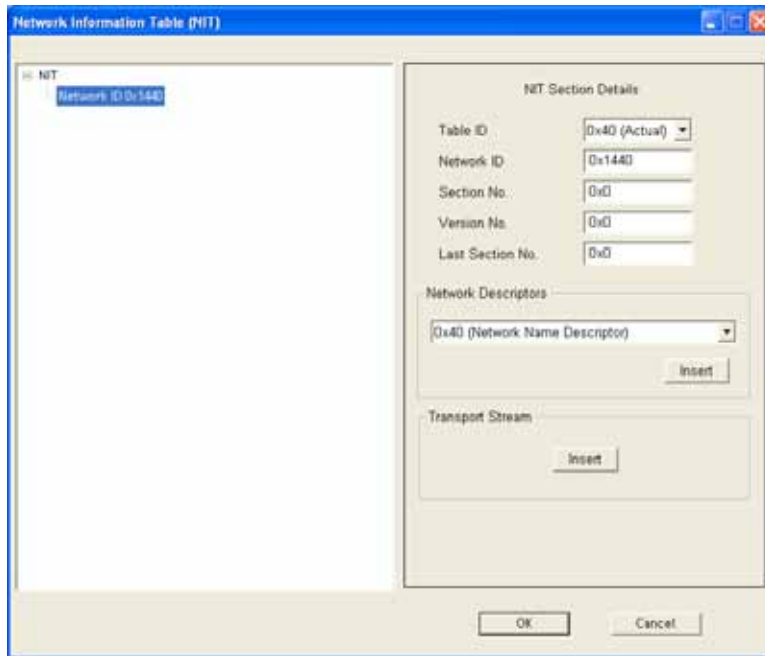 Network Information Table (NIT)
NIT
Network ID 0x1440
NIT Section Details
Table ID
0x40 (Actual)
Network ID
0x1440
Section No.
0x0
Version No.
0x0
Last Section No.
0x0
Network Descriptors
0x40 (Network Name Descriptor)
Insert
Transport Stream
Insert
OK
Cancel